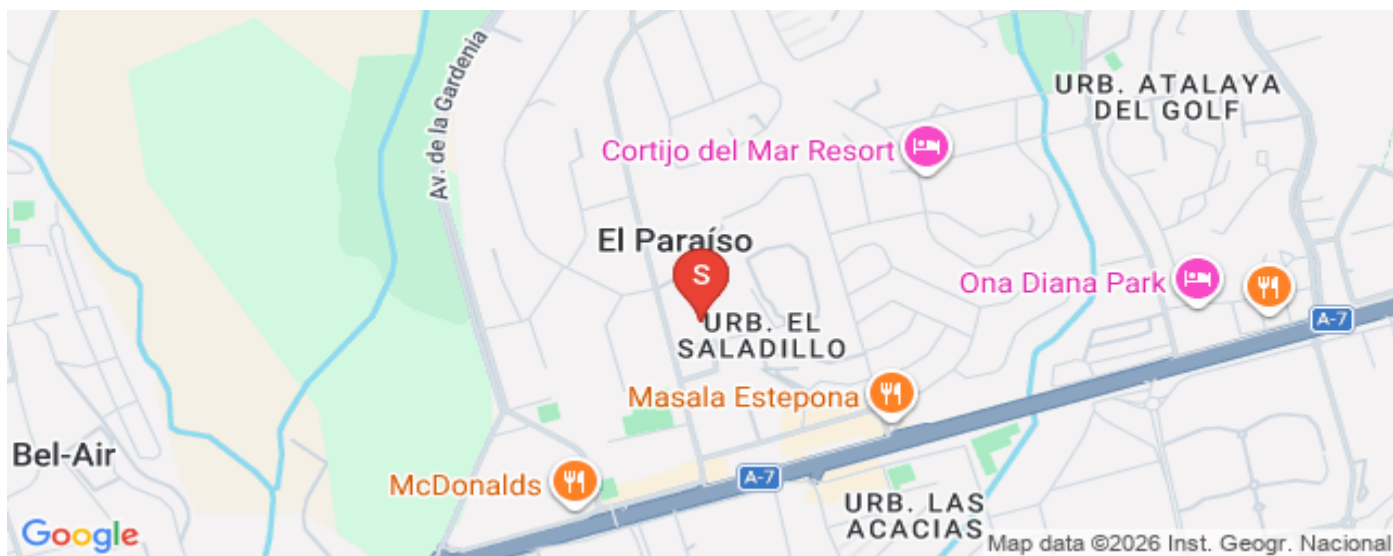 Av. de la Gardenia
URB. ATALAYA
DEL GOLF
Cortijo del Mar Resort
El Paraíso
S
Ona Diana Park
A-7
URB. EL
SALADILLO
Masala Estepona
Bel-Air
McDonalds
A-7
URB. LAS
ACACIAS
Google
Map data ©2026 Inst. Geogr. Nacional